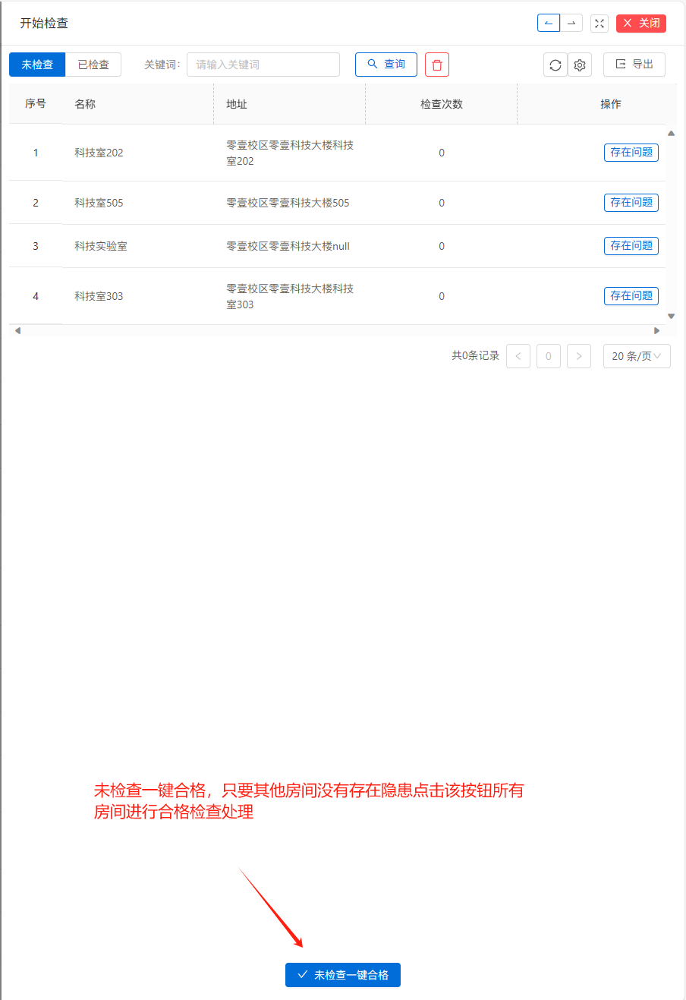 开始检查
关闭
未检查 已检查 关键词: 请输入关键词 查询 导出
序号 名称 地址 检查次数 操作
1 科技室202 零壹校区零壹科技大楼科技室202 0 存在问题
2 科技室505 零壹校区零壹科技大楼505 0 存在问题
3 科技实验室 零壹校区零壹科技大楼null 0 存在问题
4 科技室303 零壹校区零壹科技大楼科技室303 0 存在问题
共0条记录 < 0 > 20 条/页
未检查一键合格，只要其他房间没有存在隐患点击该按钮所有
房间进行合格检查处理
未检查一键合格